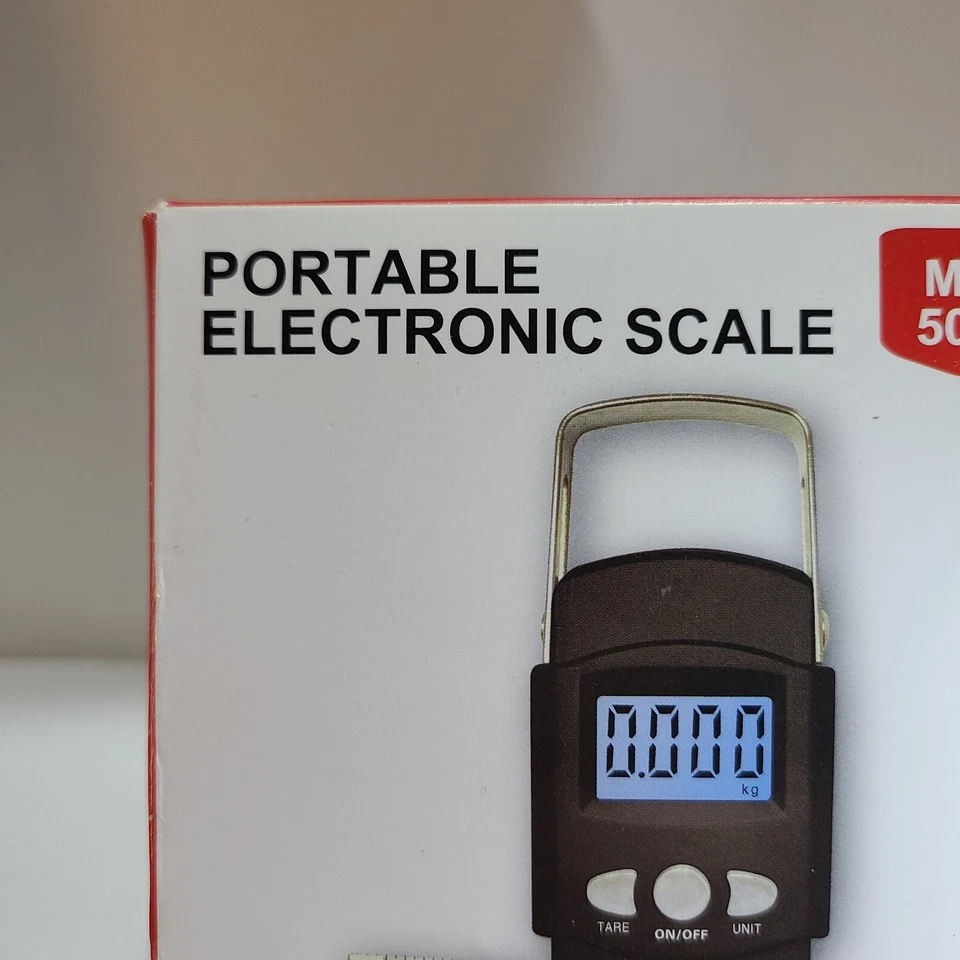 PORTABLE
ELECTRONIC SCALE
50
0.000
kg
TARE ON/OFF UNIT